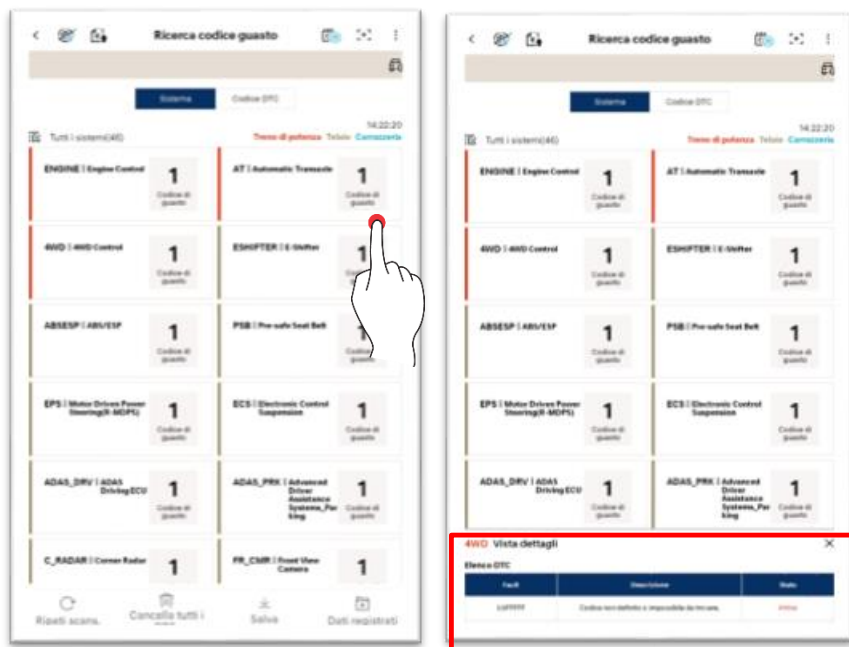 Ricerca codice guasto
Sistema
Codice DTC
14:22:20
Tutti i sistemi(46)
Treno di potenza Telaio Carrozzeria
ENGINE | Engine Control
1
Codice di
guasto
AT | Automatic Transaxle
1
Codice di
guasto
4WD | 4WD Control
1
Codice di
guasto
ESHIFTER | E-Shifter
1
ABSESP | ABS/ESP
1
Codice di
guasto
PSB | Pre-safe Seat Belt
1
EPS | Motor Driven Power
Steering(R-MDPS)
1
Codice di
guasto
ECS | Electronic Control
Suspension
1
Codice di
guasto
ADAS_DRV | ADAS
Driving ECU
1
Codice di
guasto
ADAS_PRK | Advanced
Driver
Assistance
Systems_Par
king
1
Codice di
guasto
C_RADAR | Corner Radar
1
FR_CMR | Front View
Camera
1
Ripeti scans.
Cancella tutti i
Salva
Dati registrati
Ricerca codice guasto
Sistema
Codice DTC
14:22:20
Tutti i sistemi(46)
Treno di potenza Telaio Carrozzeria
ENGINE | Engine Control
1
Codice di
guasto
AT | Automatic Transaxle
1
Codice di
guasto
4WD | 4WD Control
1
Codice di
guasto
ESHIFTER | E-Shifter
1
Codice di
guasto
ABSESP | ABS/ESP
1
Codice di
guasto
PSB | Pre-safe Seat Belt
1
Codice di
guasto
EPS | Motor Driven Power
Steering(R-MDPS)
1
Codice di
guasto
ECS | Electronic Control
Suspension
1
Codice di
guasto
ADAS_DRV | ADAS
Driving ECU
1
Codice di
guasto
ADAS_PRK | Advanced
Driver
Assistance
Systems_Par
king
1
Codice di
guasto
4WD Vista dettagli
Elenco DTC
Fault
Descrizione
Stato
Codice non definito o impossibile da trovare.